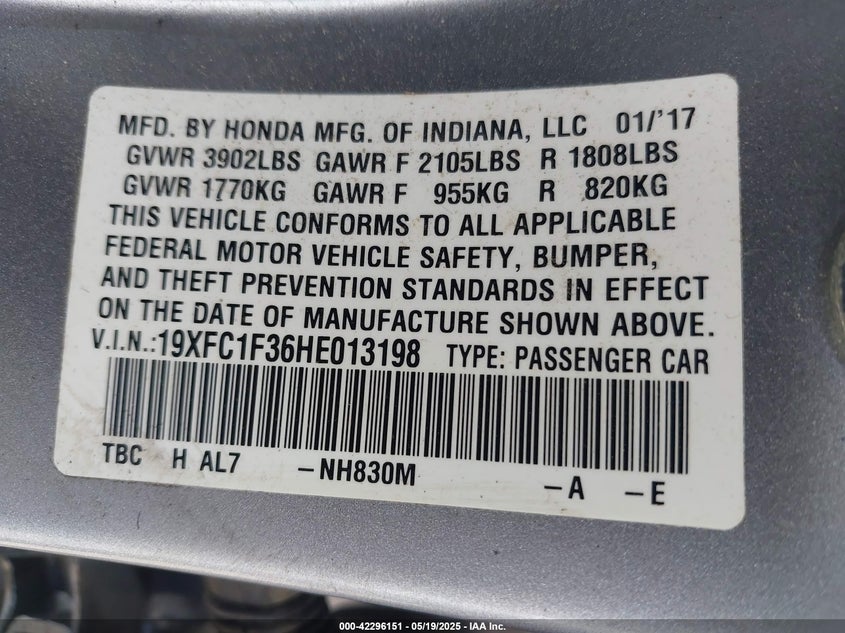 MFD. BY HONDA MFG. OF INDIANA, LLC 01/'17
GVWR 3902LBS GAWR F 2105LBS R 1808LBS
GVWR 1770KG GAWR F 955KG R 820KG
THIS VEHICLE CONFORMS TO ALL APPLICABLE
FEDERAL MOTOR VEHICLE SAFETY, BUMPER,
AND THEFT PREVENTION STANDARDS IN EFFECT
ON THE DATE OF MANUFACTURE SHOWN ABOVE.
V.I.N.:19XFC1F36HE013198 TYPE: PASSENGER CAR
TBC H AL7 -NH830M -A -E
000-42296151 - 05/19/2025 - IAA Inc.